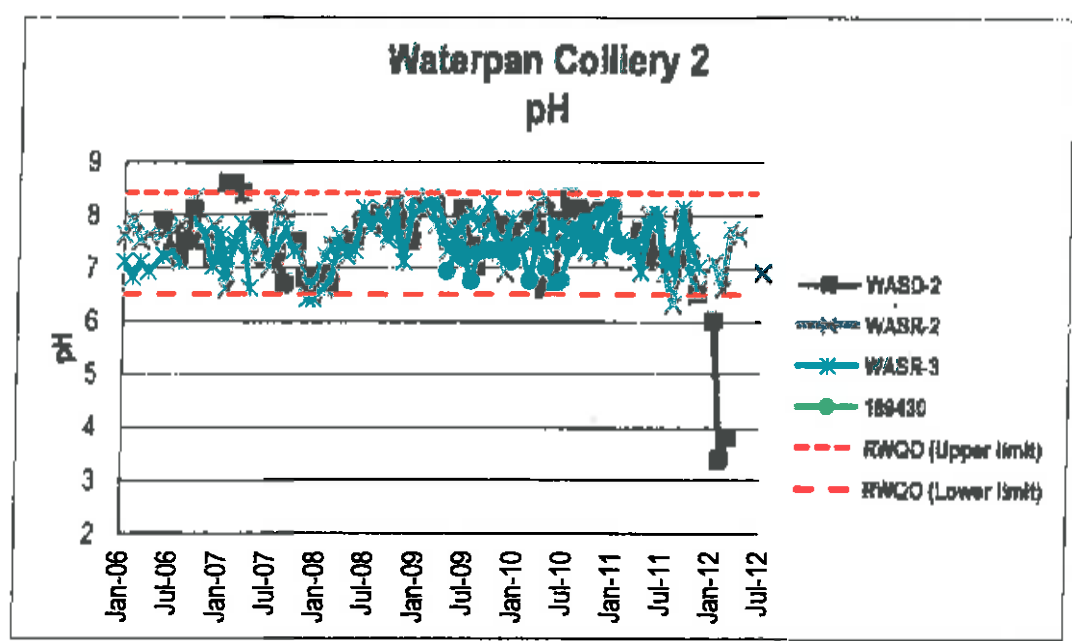 Waterpan Colliery 2
pH
9
8
7
6
5
4
3
2
pH
Jan-06
Jul-06
Jan-07
Jul-07
Jan-08
Jul-08
Jan-09
Jul-09
Jan-10
Jul-10
Jan-11
Jul-11
Jan-12
Jul-12
WASD-2
WASR-2
WASR-3
189430
RWQO (Upper limit)
RWQO (Lower limit)